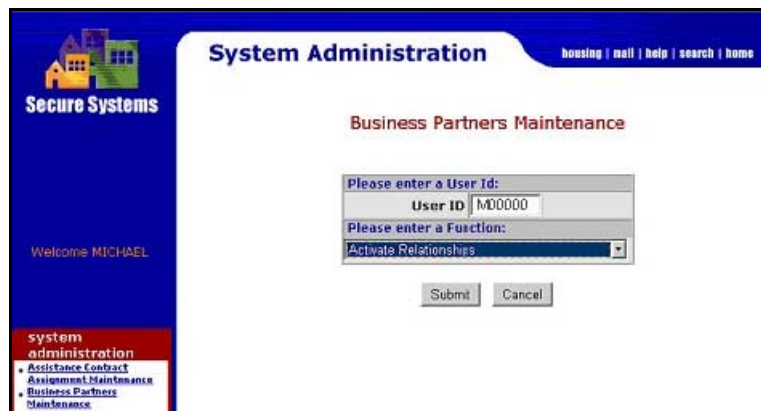 System Administration
housing | mail | help | search | home
Secure Systems
Business Partners Maintenance
Please enter a User Id:
User ID M00000
Please enter a Function:
Activate Relationships
Welcome MICHAEL
Submit Cancel
system
administration
Assistance Contract
Assignment Maintenance
Business Partners
Maintenance